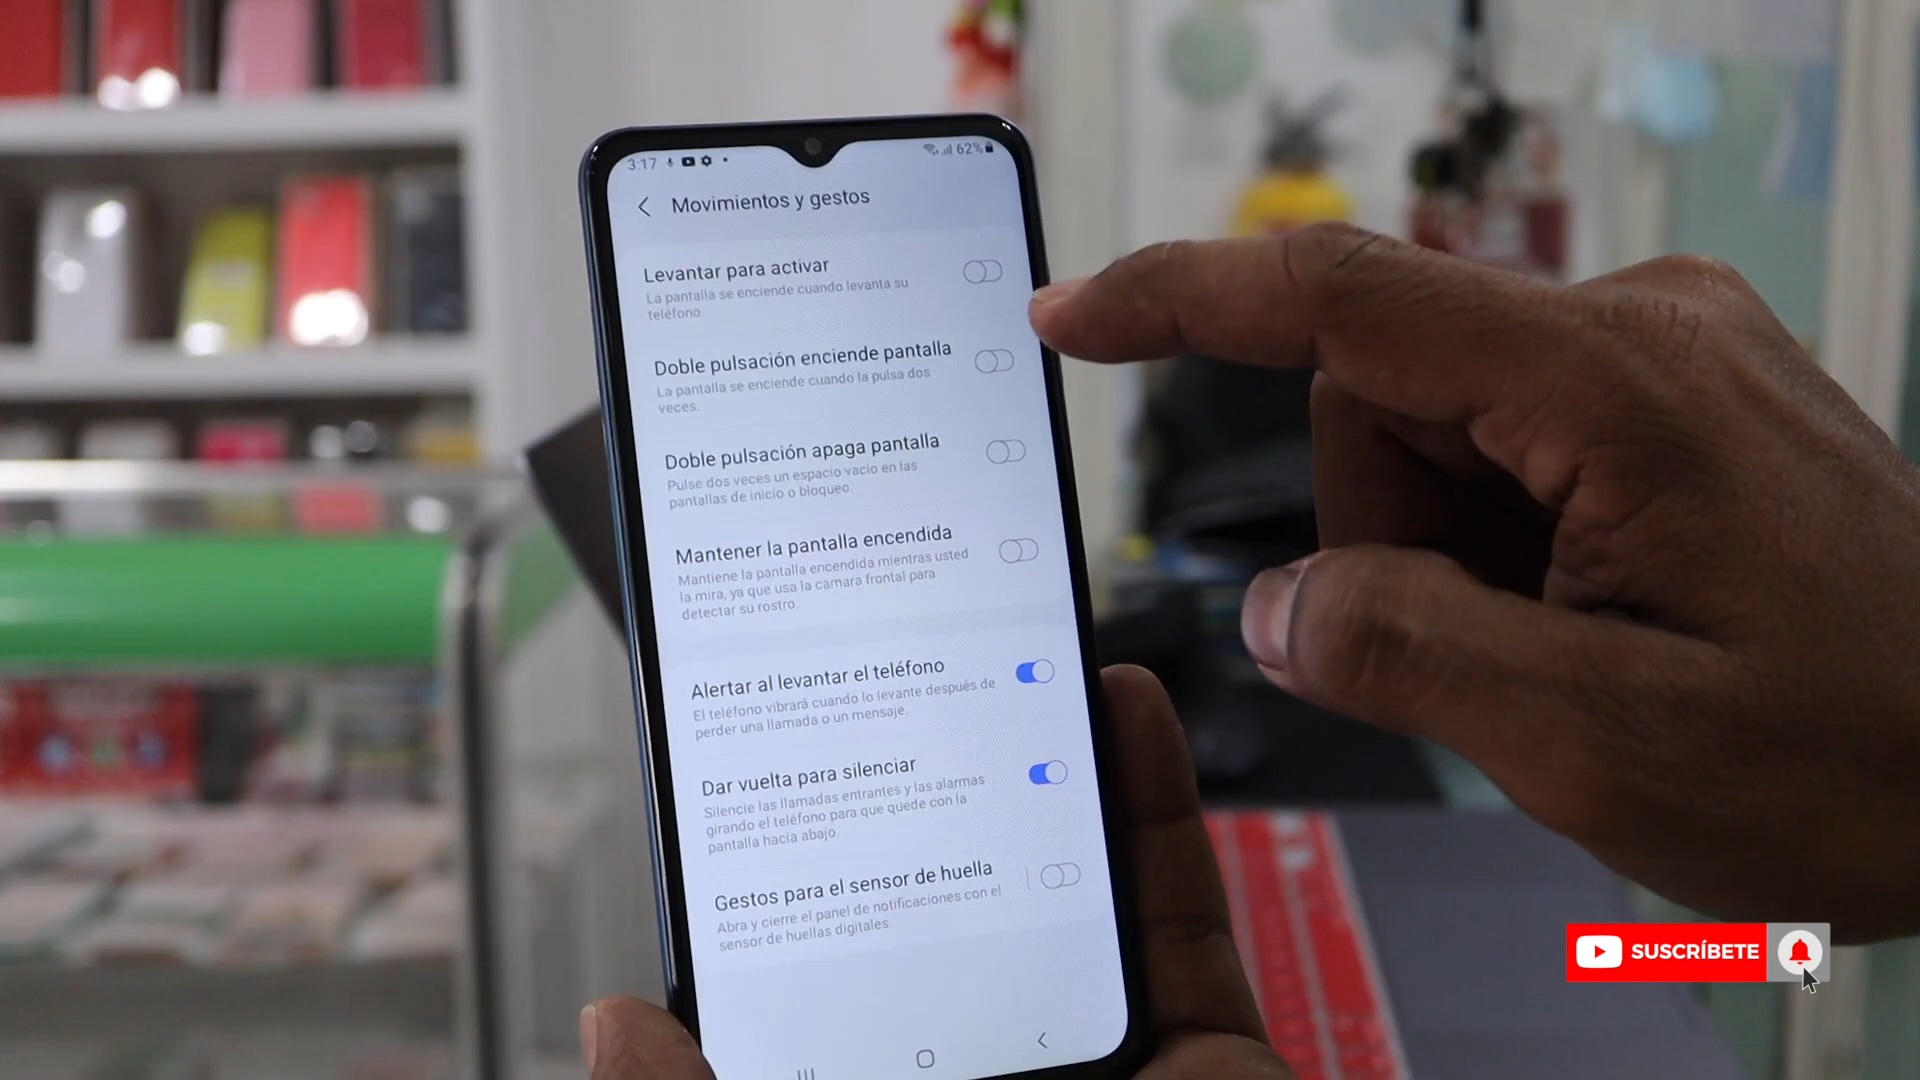 3:17
62%
Movimientos y gestos
Levantar para activar
La pantalla se enciende cuando levanta su
teléfono.
Doble pulsación enciende pantalla
La pantalla se enciende cuando la pulsa dos
veces.
Doble pulsación apaga pantalla
Pulse dos veces un espacio vacío en las
pantallas de inicio o bloqueo.
Mantener la pantalla encendida
Mantiene la pantalla encendida mientras usted
la mira, ya que usa la cámara frontal para
detectar su rostro.
Alertar al levantar el teléfono
El teléfono vibrará cuando lo levante después de
perder una llamada o un mensaje.
Dar vuelta para silenciar
Silencie las llamadas entrantes y las alarmas
girando el teléfono para que quede con la
pantalla hacia abajo.
Gestos para el sensor de huella
Abra y cierre el panel de notificaciones con el
sensor de huellas digitales.
SUSCRÍBETE